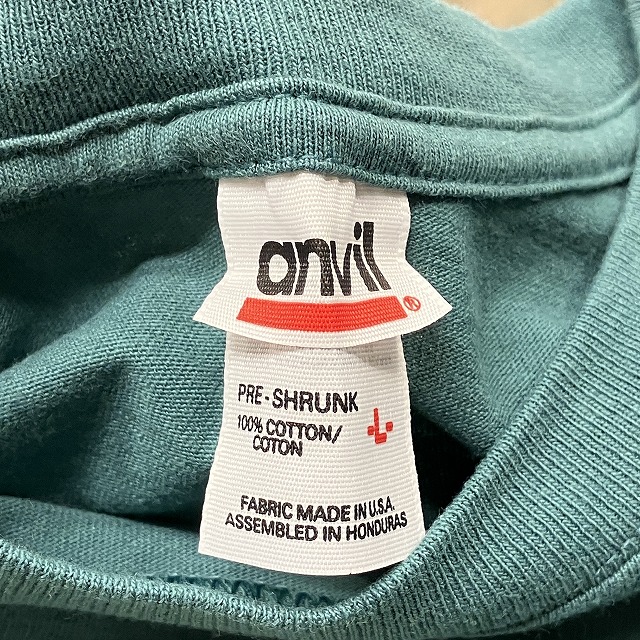 anvil
®
PRE-SHRUNK
100% COTTON/
COTON
-L-
FABRIC MADE IN U.S.A.
ASSEMBLED IN HONDURAS